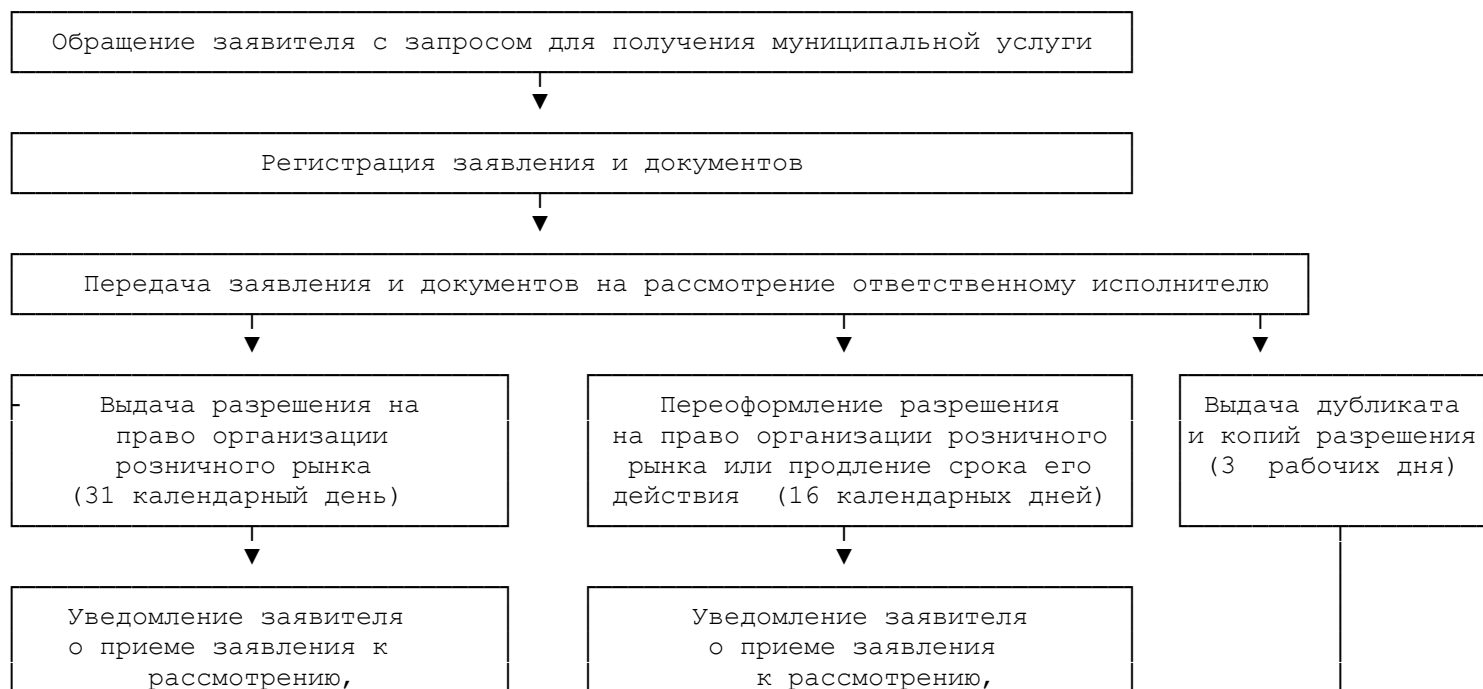 Обращение заявителя с запросом для получения муниципальной услуги
Регистрация заявления и документов
Передача заявления и документов на рассмотрение ответственному исполнителю
Выдача разрешения на
право организации
розничного рынка
(31 календарный день)
Переоформление разрешения
на право организации розничного
рынка или продление срока его
действия (16 календарных дней)
Выдача дубликата
и копий разрешения
(3 рабочих дня)
Уведомление заявителя
о приеме заявления к
рассмотрению,
Уведомление заявителя
о приеме заявления
к рассмотрению,